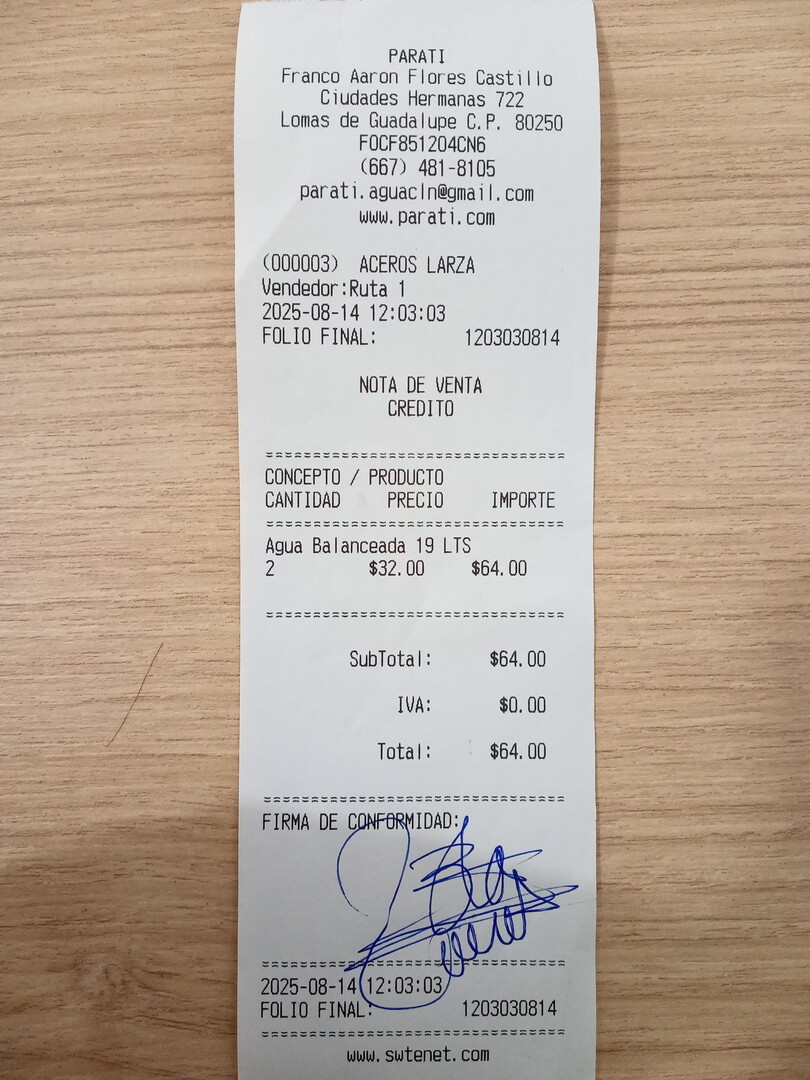 PARATI
Franco Aaron Flores Castillo
Ciudades Hermanas 722
Lomas de Guadalupe C.P. 80250
FOCF851204CN6
(667) 481-8105
parati.aguacln@gmail.com
www.parati.com
(000003) ACEROS LARZA
Vendedor:Ruta 1
2025-08-14 12:03:03
FOLIO FINAL: 1203030814
NOTA DE VENTA
CREDITO
CONCEPTO / PRODUCTO
CANTIDAD PRECIO IMPORTE
Agua Balanceada 19 LTS
2 $32.00 $64.00
SubTotal: $64.00
IVA: $0.00
Total: $64.00
FIRMA DE CONFORMIDAD:
2025-08-14 12:03:03
FOLIO FINAL: 1203030814
www.swtenet.com